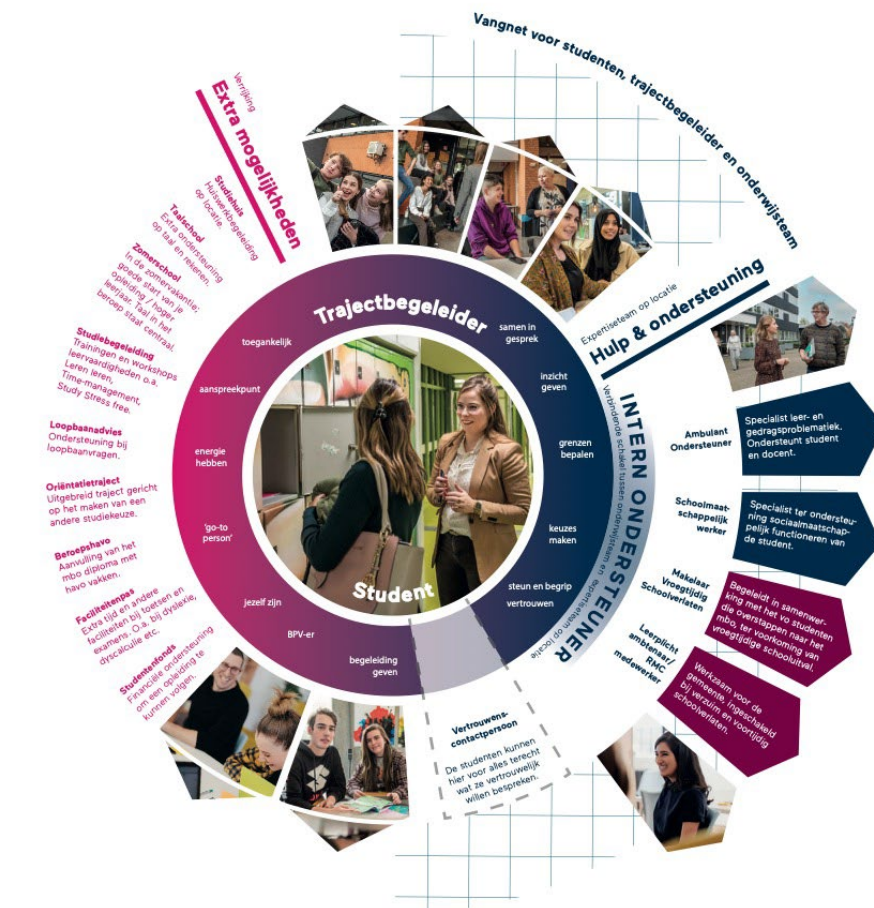 Vangnet voor studenten, trajectbegeleider en onderwijsteam
Verrijking
Extra mogelijkheden
Studiehuis
Huiswerkbegeleiding
op locatie.
Taalschool
Extra ondersteuning
op taal en rekenen.
Zomerschool
In de zomervakantie;
goede start van je
opleiding / hoger
leerjaar. Taal in het
beroep staat centraal.
Studiebegeleiding
Trainingen en workshops
leervaardigheden o.a.
Leren leren,
Time-management,
Study Stress free.
Loopbaanadvies
Ondersteuning bij
loopbaanvragen.
Oriëntatietraject
Uitgebreid traject gericht
op het maken van een
andere studiekeuze.
Beroepshavo
Aanvulling van het
mbo diploma met
havo vakken.
Faciliteitenpas
Extra tijd en andere
faciliteiten bij toetsen en
examens. O.a. bij dyslexie,
dyscalculie etc.
Studentenfonds
Financiële ondersteuning
om een opleiding te
kunnen volgen.
Trajectbegeleider
toegankelijk
aanspreekpunt
energie
hebben
'go-to
person'
jezelf zijn
BPV-er
begeleiding
geven
samen in
gesprek
inzicht
geven
grenzen
bepalen
keuzes
maken
steun en begrip
vertrouwen
Student
Expertiseteam op locatie
Hulp & ondersteuning
INTERN ONDERSTEUNER
Verbindende schakel tussen onderwijsteam en expertiseteam op locatie
Ambulant
Ondersteuner
Specialist leer- en
gedragsproblematiek.
Ondersteunt student
en docent.
Schoolmaat-
schappelijk
werker
Specialist ter ondersteu-
ning sociaalmaatschap-
pelijk functioneren van
de student.
Makelaar
Vroegtijdig
Schoolverlaten
Begeleidt in samenwer-
king met het vo studenten
die overstappen naar het
mbo, ter voorkoming van
vroegtijdige schooluitval
Leerplicht
ambtenaar/
RMC
medewerker
Werkzaam voor de
gemeente, ingeschakeld
bij verzuim en voortijdig
schoolverlaten.
Vertrouwens-
contactpersoon
De studenten kunnen
hier voor alles terecht
wat ze vertrouwelijk
willen bespreken.